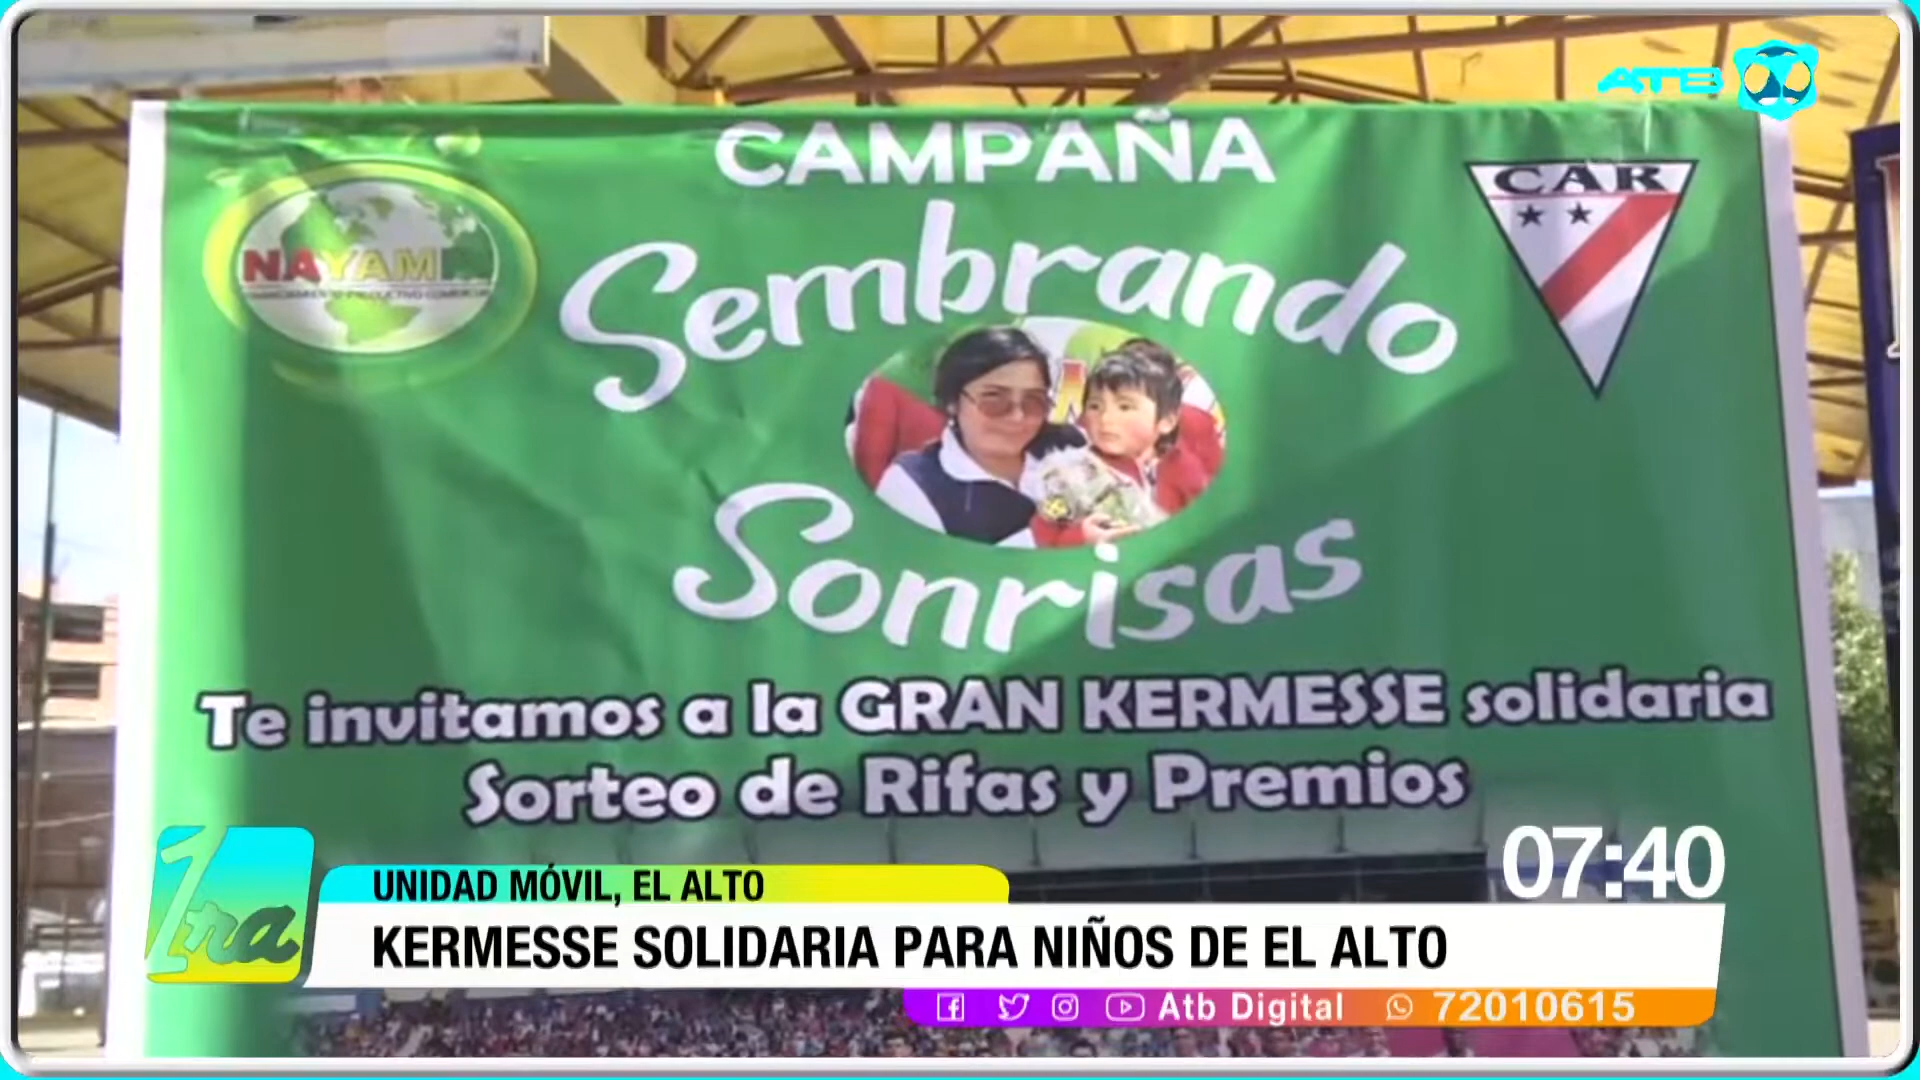 ATB
CAMPAÑA
CAR
NAYAMA
Sembrando
Sonrisas
Te invitamos a la GRAN KERMESSE solidaria
Sorteo de Rifas y Premios
07:40
1ra
UNIDAD MÓVIL, EL ALTO
KERMESSE SOLIDARIA PARA NIÑOS DE EL ALTO
Atb Digital 72010615